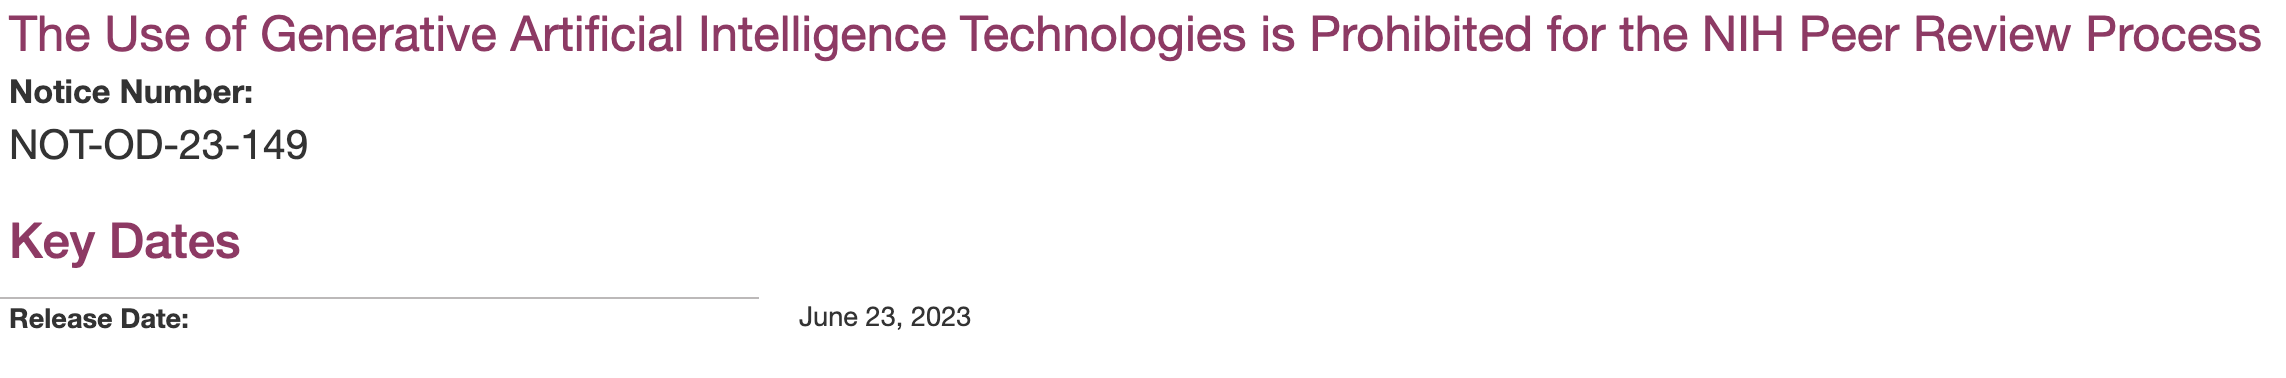 The Use of Generative Artificial Intelligence Technologies is Prohibited for the NIH Peer Review Process
Notice Number:
NOT-OD-23-149
Key Dates
Release Date: June 23, 2023